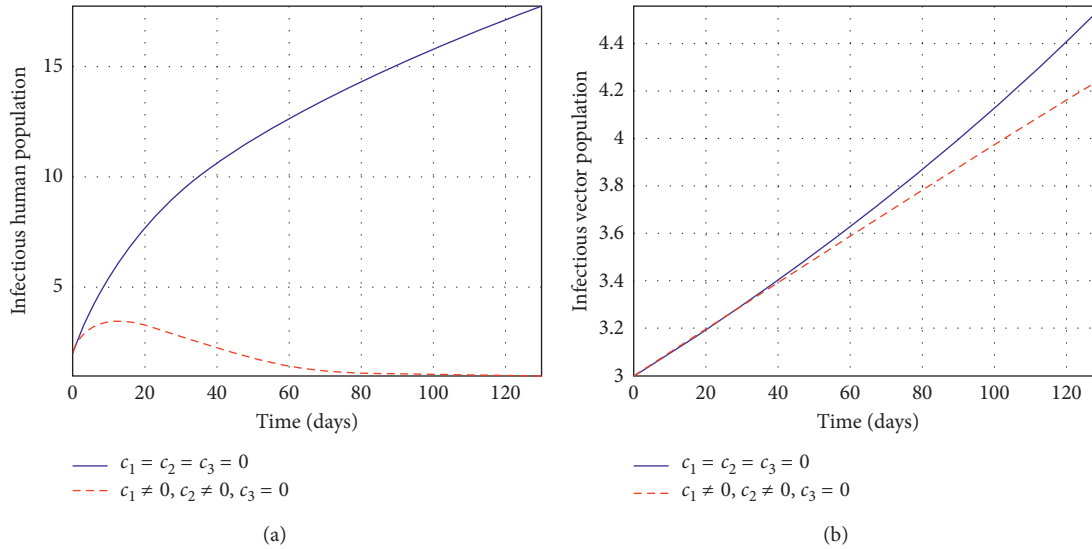 15
10
5
Infectious human population
0 20 40 60 80 100 120
Time (days)
c1 = c2 = c3 = 0
c1 ≠ 0, c2 ≠ 0, c3 = 0
(a)
4.4
4.2
4
3.8
3.6
3.4
3.2
3
Infectious vector population
0 20 40 60 80 100 120
Time (days)
c1 = c2 = c3 = 0
c1 ≠ 0, c2 ≠ 0, c3 = 0
(b)